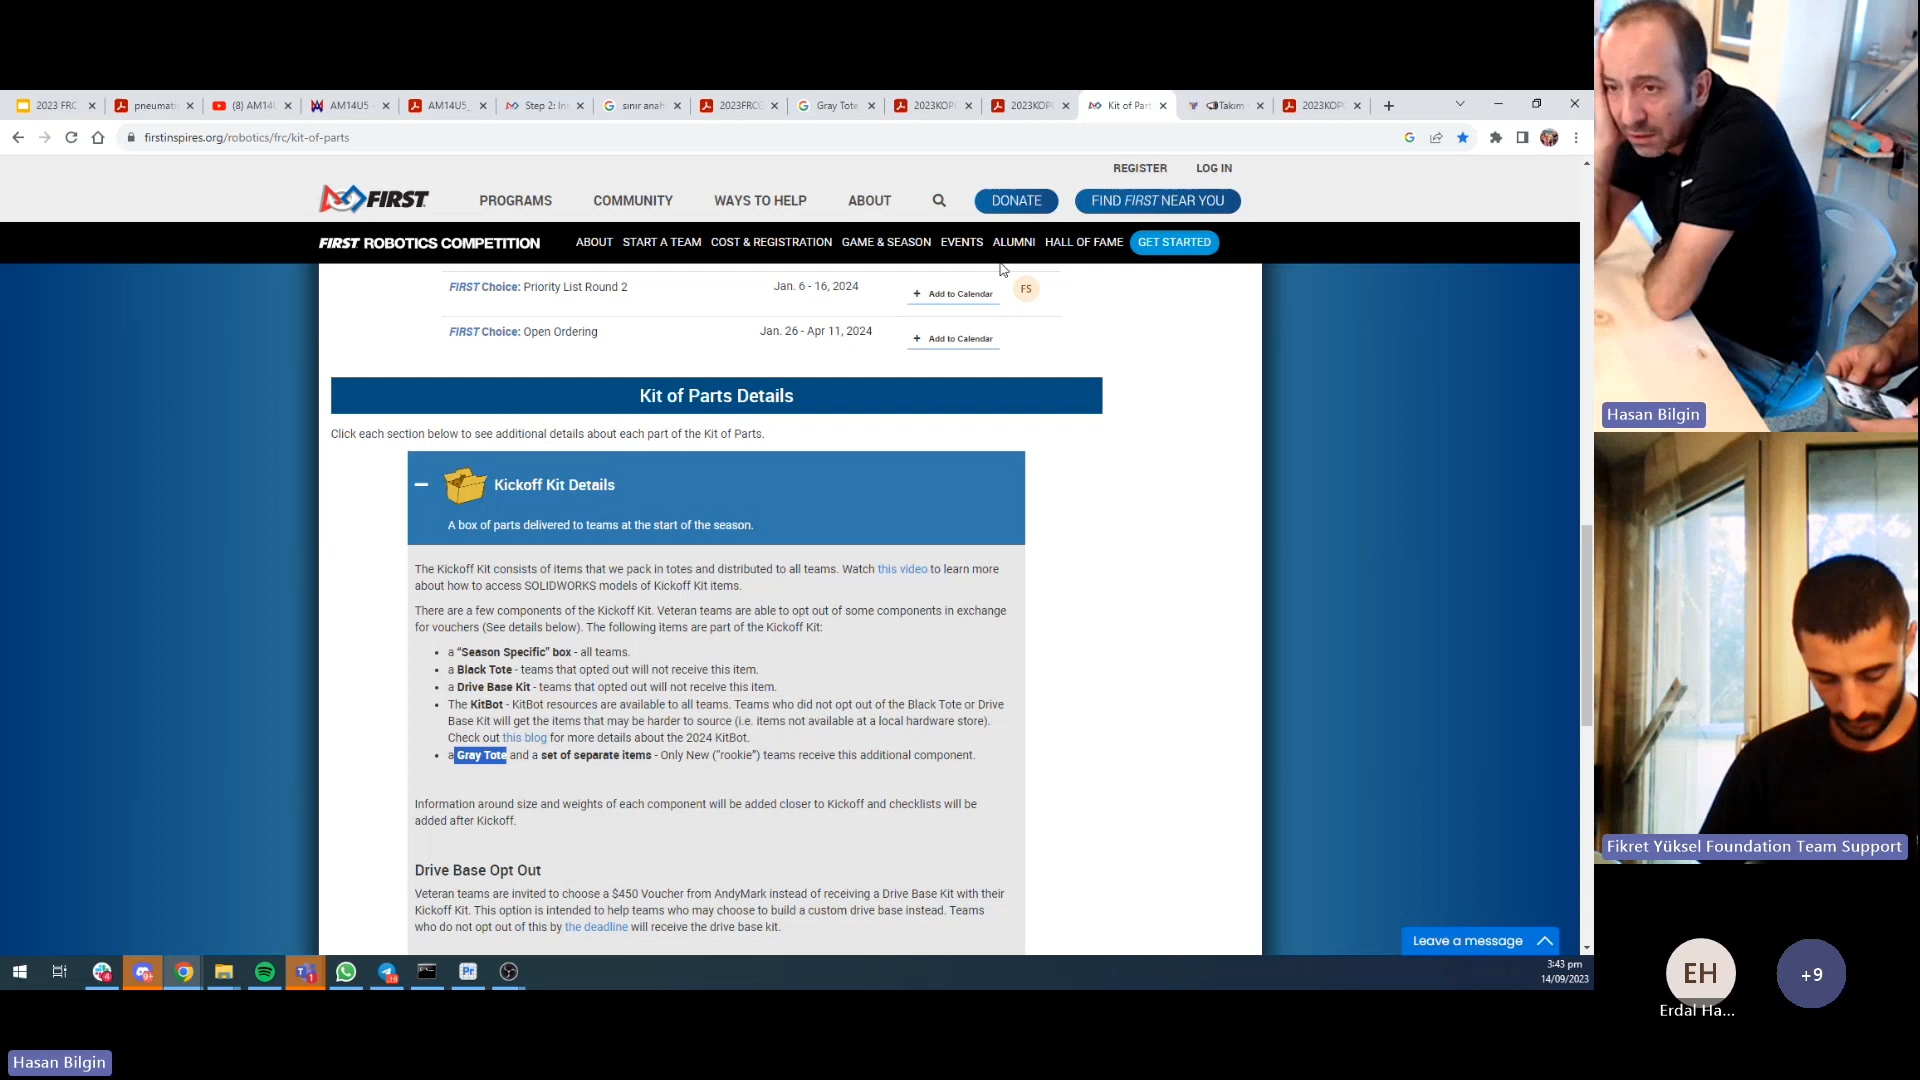 2023 FRC
pneumati
(8) AM14U
AM14U5
AM14U5_
Step 2: In
sınır anah
2023FRC
Gray Tote
2023KOP
2023KOP
Kit of Part
Takım
2023KOP
firstinspires.org/robotics/frc/kit-of-parts
REGISTER LOG IN
FIRST PROGRAMS COMMUNITY WAYS TO HELP ABOUT DONATE FIND FIRST NEAR YOU
FIRST ROBOTICS COMPETITION ABOUT START A TEAM COST & REGISTRATION GAME & SEASON EVENTS ALUMNI HALL OF FAME GET STARTED
FIRST Choice: Priority List Round 2 Jan. 6 - 16, 2024 + Add to Calendar FS
FIRST Choice: Open Ordering Jan. 26 - Apr 11, 2024 + Add to Calendar
Kit of Parts Details
Click each section below to see additional details about each part of the Kit of Parts.
Kickoff Kit Details
A box of parts delivered to teams at the start of the season.
The Kickoff Kit consists of items that we pack in totes and distributed to all teams. Watch this video to learn more
about how to access SOLIDWORKS models of Kickoff Kit items.
There are a few components of the Kickoff Kit. Veteran teams are able to opt out of some components in exchange
for vouchers (See details below). The following items are part of the Kickoff Kit:
• a “Season Specific” box - all teams.
• a Black Tote - teams that opted out will not receive this item.
• a Drive Base Kit - teams that opted out will not receive this item.
• The KitBot - KitBot resources are available to all teams. Teams who did not opt out of the Black Tote or Drive
Base Kit will get the items that may be harder to source (i.e. items not available at a local hardware store).
Check out this blog for more details about the 2024 KitBot.
• a Gray Tote and a set of separate items - Only New (“rookie”) teams receive this additional component.
Information around size and weights of each component will be added closer to Kickoff and checklists will be
added after Kickoff.
Drive Base Opt Out
Veteran teams are invited to choose a $450 Voucher from AndyMark instead of receiving a Drive Base Kit with their
Kickoff Kit. This option is intended to help teams who may choose to build a custom drive base instead. Teams
who do not opt out of this by the deadline will receive the drive base kit.
Leave a message
3:43 pm
14/09/2023
Hasan Bilgin
Fikret Yüksel Foundation Team Support
EH
Erdal Ha...
+9
Hasan Bilgin